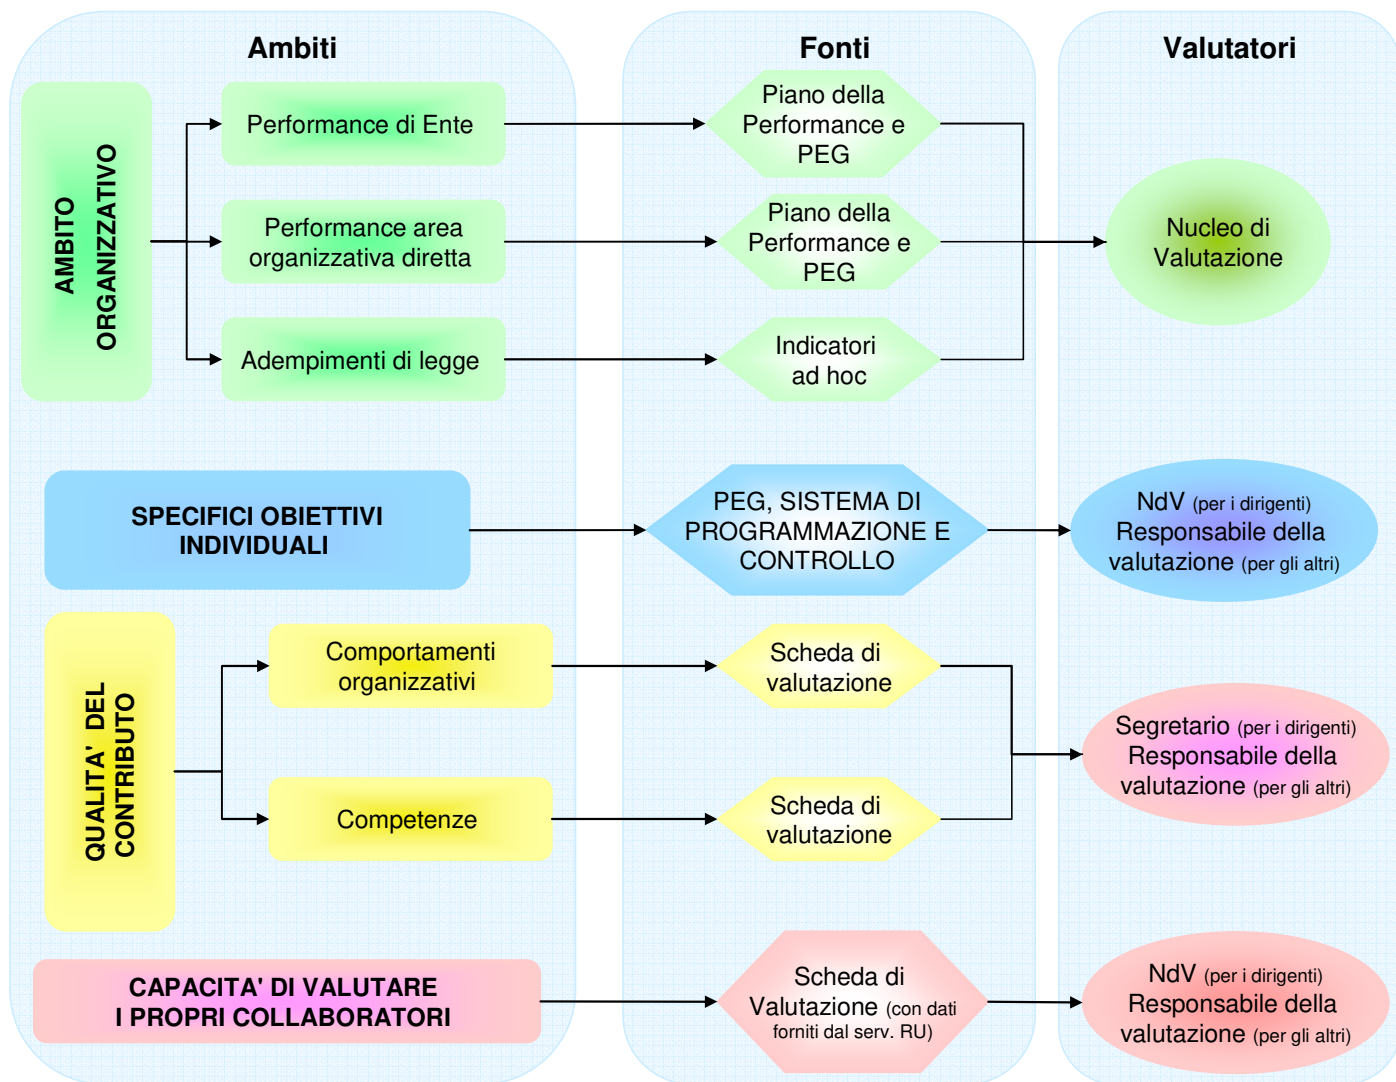 Ambiti
Fonti
Valutatori
AMBITO
ORGANIZZATIVO
Performance di Ente
Piano della
Performance e
PEG
Performance area
organizzativa diretta
Piano della
Performance e
PEG
Adempimenti di legge
Indicatori
ad hoc
Nucleo di
Valutazione
SPECIFICI OBIETTIVI
INDIVIDUALI
PEG, SISTEMA DI
PROGRAMMAZIONE E
CONTROLLO
NdV (per i dirigenti)
Responsabile della
valutazione (per gli altri)
QUALITA' DEL
CONTRIBUTO
Comportamenti
organizzativi
Scheda di
valutazione
Competenze
Scheda di
valutazione
Segretario (per i dirigenti)
Responsabile della
valutazione (per gli altri)
CAPACITA' DI VALUTARE
I PROPRI COLLABORATORI
Scheda di
Valutazione (con dati
forniti dal serv. RU)
NdV (per i dirigenti)
Responsabile della
valutazione (per gli altri)